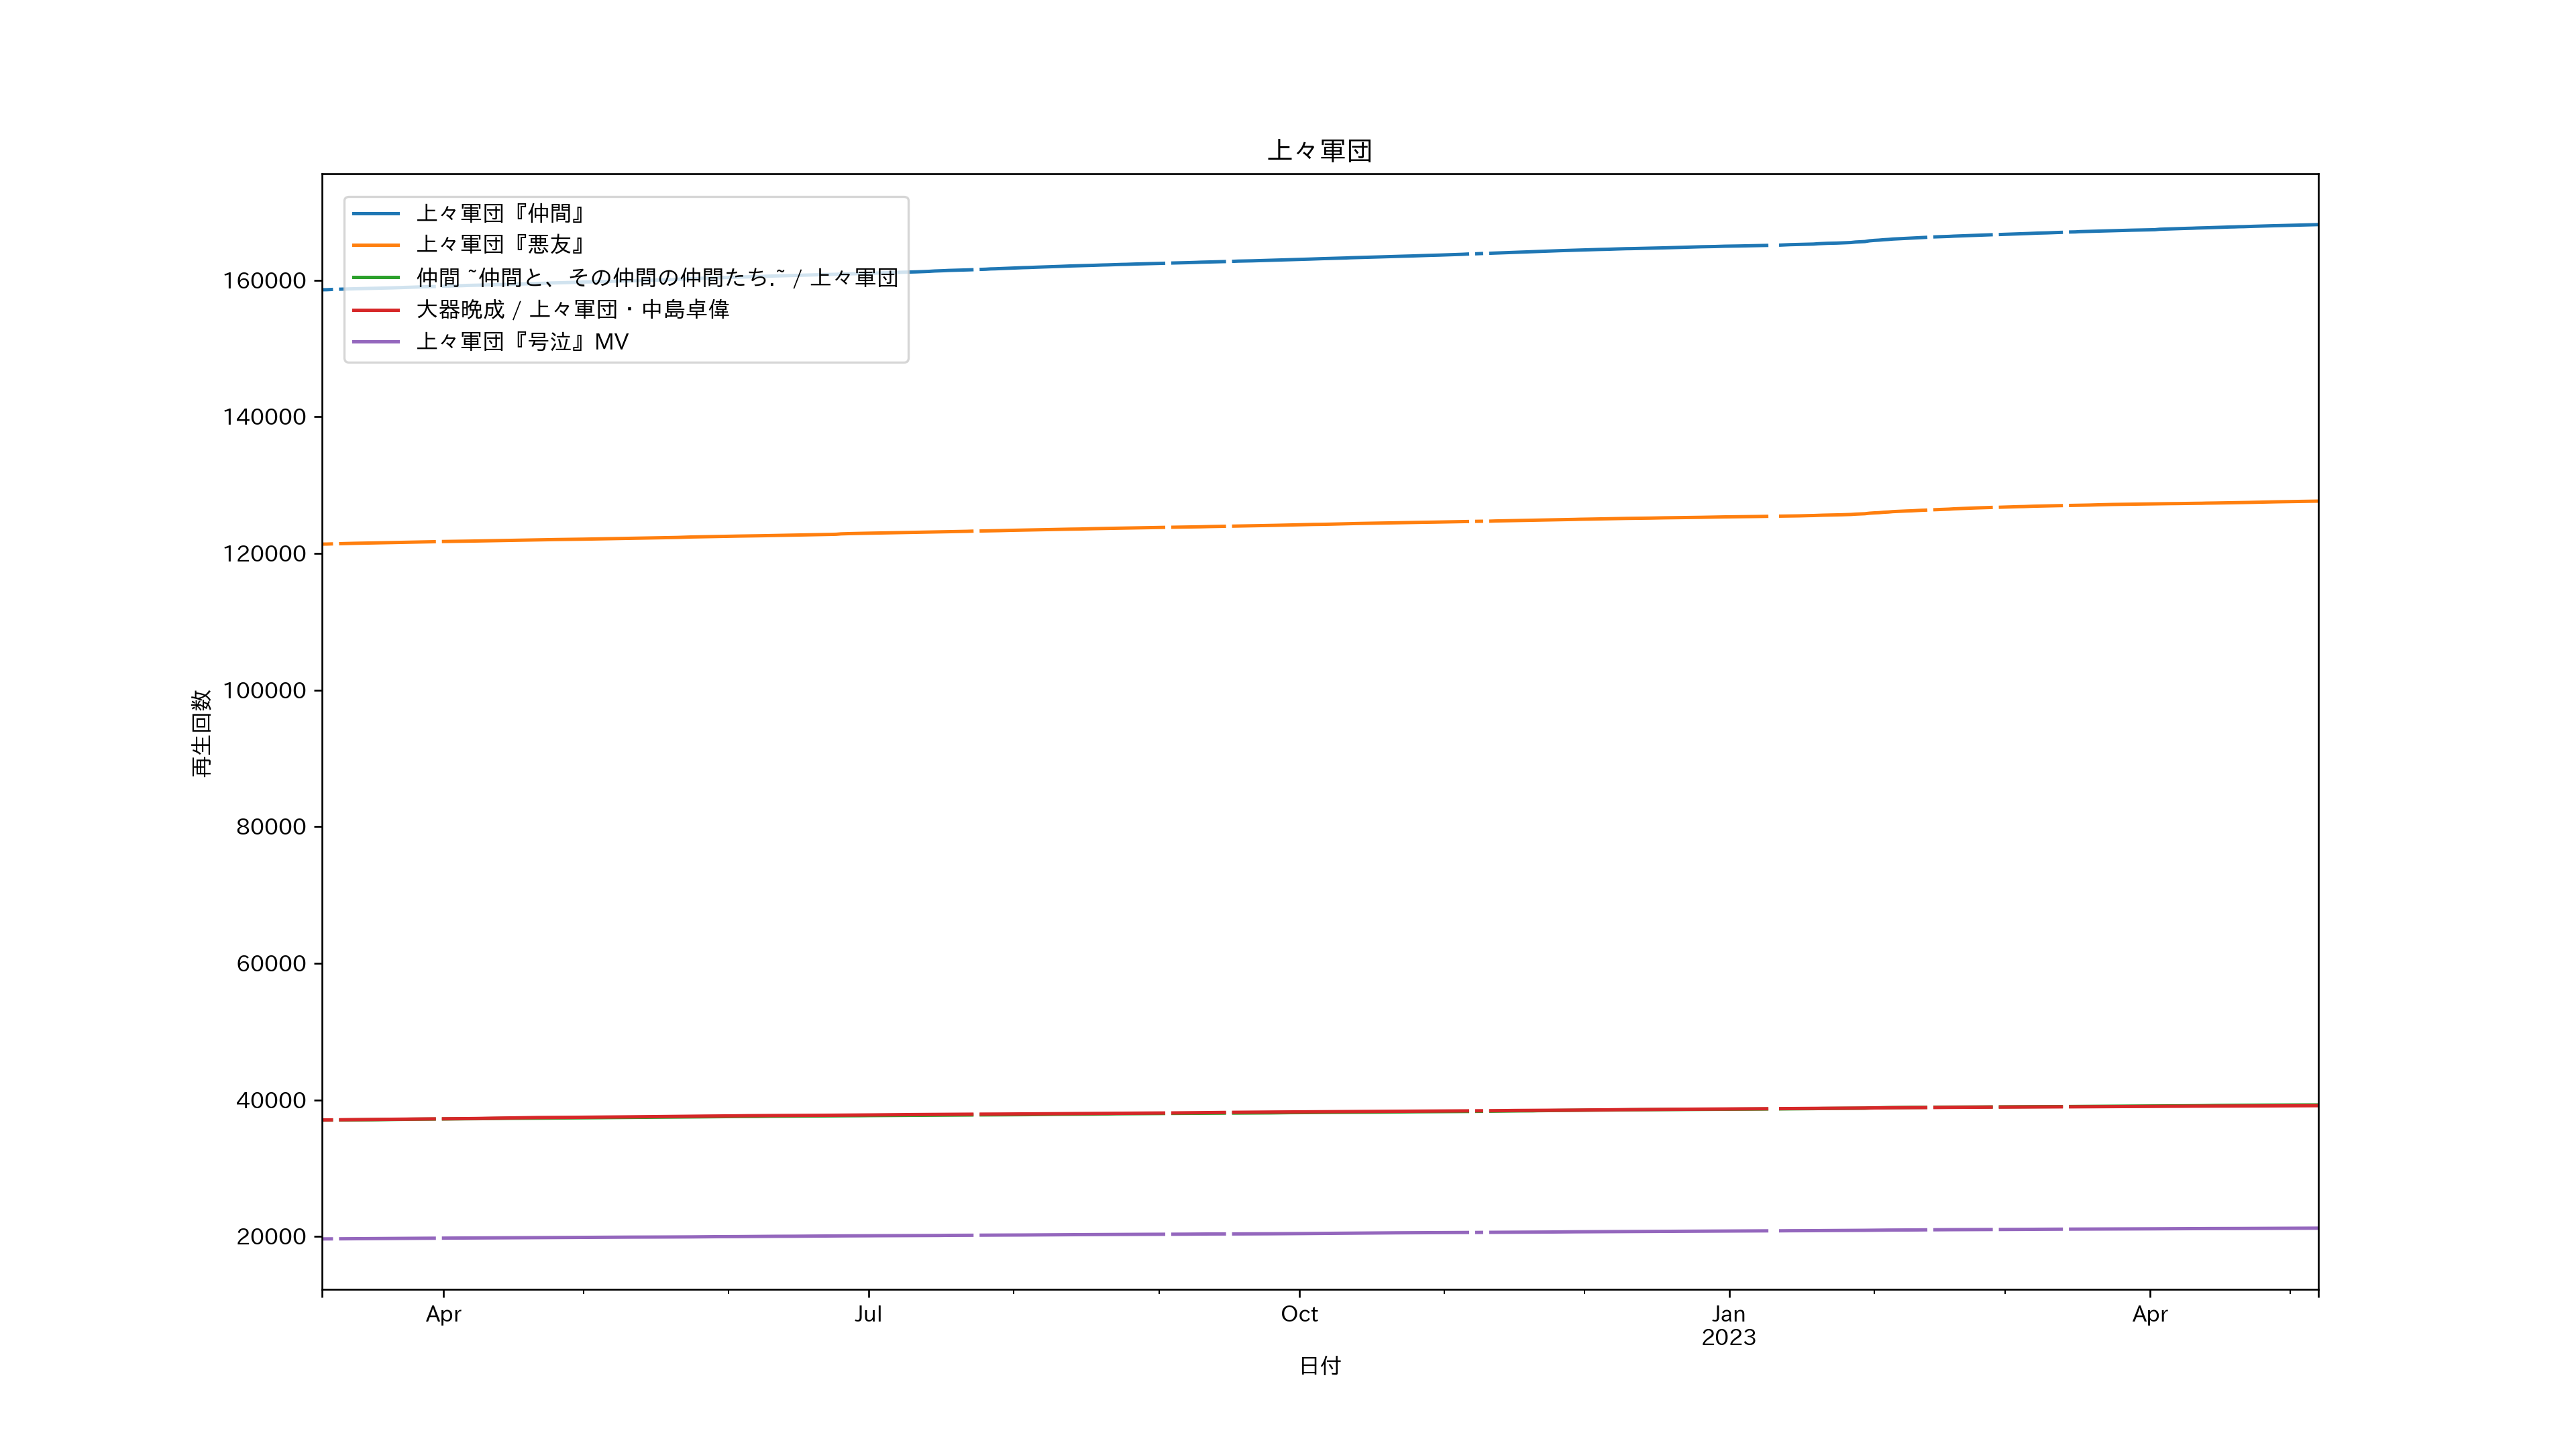 上々軍団
上々軍団『仲間』
上々軍団『悪友』
仲間 ~仲間と、その仲間の仲間たち.~ / 上々軍団
大器晩成 / 上々軍団・中島卓偉
上々軍団『号泣』MV
160000
140000
120000
100000
80000
60000
40000
20000
再生回数
Apr
Jul
Oct
Jan
2023
Apr
日付